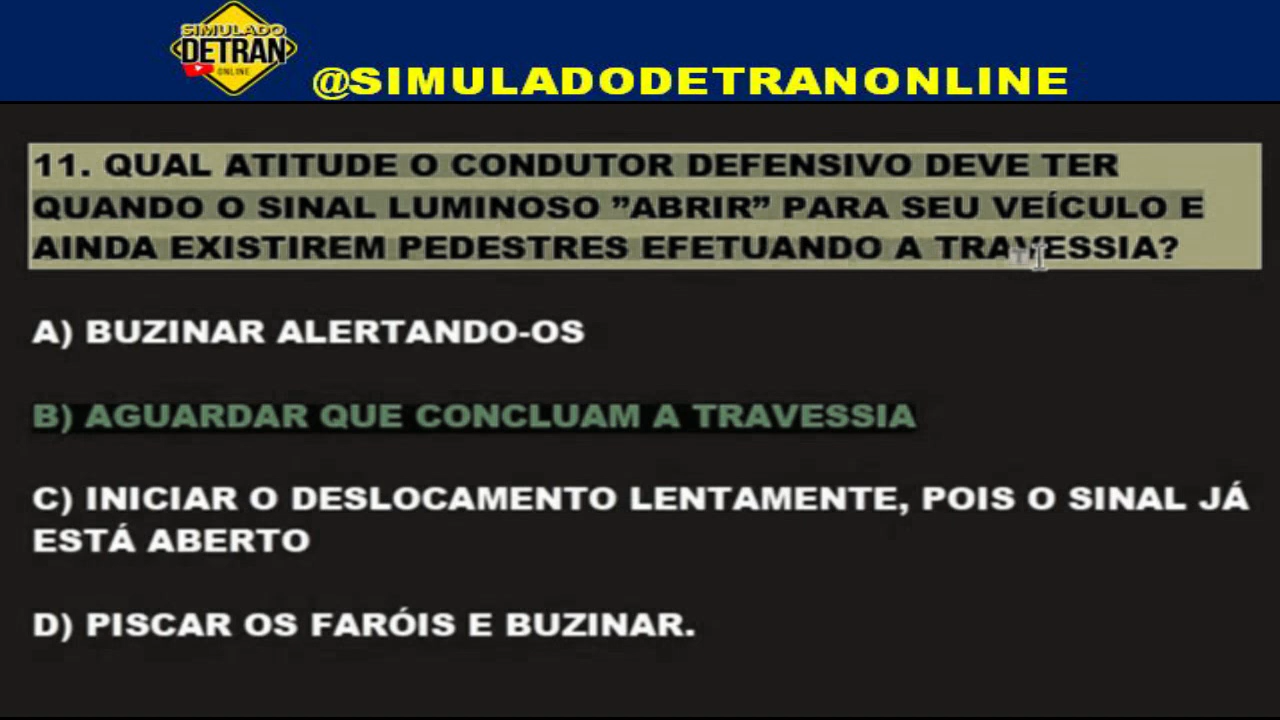 SIMULADO
DETRAN
ONLINE
@SIMULADODETRANONLINE
11. QUAL ATITUDE O CONDUTOR DEFENSIVO DEVE TER
QUANDO O SINAL LUMINOSO ”ABRIR” PARA SEU VEÍCULO E
AINDA EXISTIREM PEDESTRES EFETUANDO A TRAVESSIA?
A) BUZINAR ALERTANDO-OS
B) AGUARDAR QUE CONCLUAM A TRAVESSIA
C) INICIAR O DESLOCAMENTO LENTAMENTE, POIS O SINAL JÁ
ESTÁ ABERTO
D) PISCAR OS FARÓIS E BUZINAR.